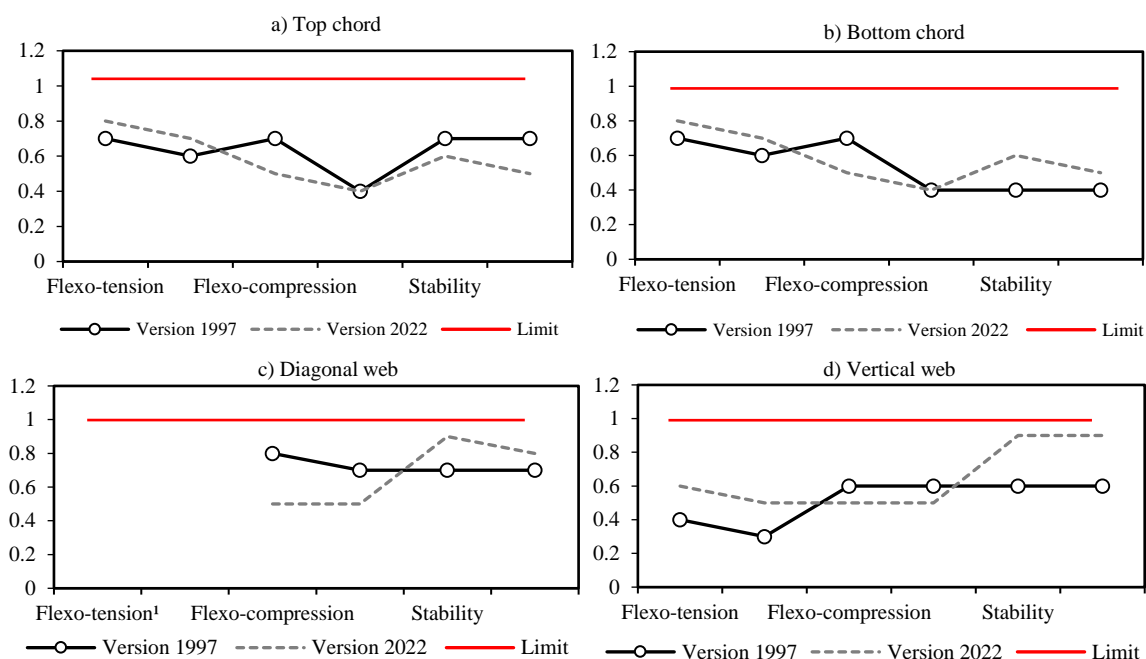 a) Top chord
1.2
1
0.8
0.6
0.4
0.2
0
Flexo-tension Flexo-compression Stability
Version 1997 Version 2022 Limit
b) Bottom chord
1.2
1
0.8
0.6
0.4
0.2
0
Flexo-tension Flexo-compression Stability
Version 1997 Version 2022 Limit
c) Diagonal web
1.2
1
0.8
0.6
0.4
0.2
0
Flexo-tension¹ Flexo-compression Stability
Version 1997 Version 2022 Limit
d) Vertical web
1.2
1
0.8
0.6
0.4
0.2
0
Flexo-tension Flexo-compression Stability
Version 1997 Version 2022 Limit